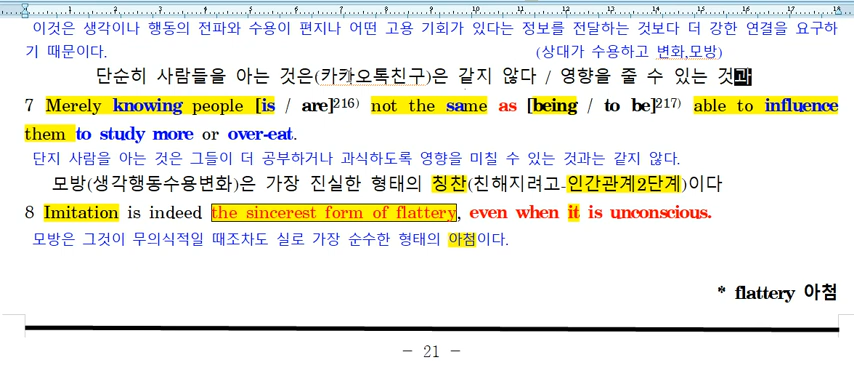 이것은 생각이나 행동의 전파와 수용이 편지나 어떤 고용 기회가 있다는 정보를 전달하는 것보다 더 강한 연결을 요구하
기 때문이다. (상대가 수용하고 변화,모방)
단순히 사람들을 아는 것은(카카오톡친구)은 같지 않다 / 영향을 줄 수 있는 것과
7 Merely knowing people [is / are]216) not the same as [being / to be]217) able to influence
them to study more or over-eat.
단지 사람을 아는 것은 그들이 더 공부하거나 과식하도록 영향을 미칠 수 있는 것과는 같지 않다.
모방(생각행동수용변화)은 가장 진실한 형태의 칭찬(친해지려고-인간관계2단계)이다
8 Imitation is indeed the sincerest form of flattery, even when it is unconscious.
모방은 그것이 무의식적일 때조차도 실로 가장 순수한 형태의 아첨이다.
* flattery 아첨
- 21 -